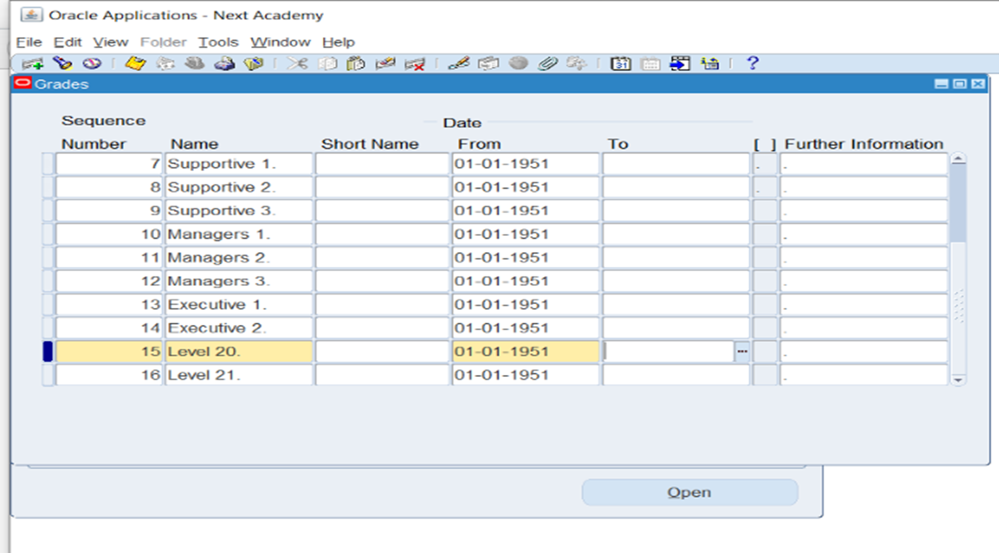 Oracle Applications - Next Academy
File Edit View Folder Tools Window Help
31 ?
Grades
Sequence Date
Number Name Short Name From To [ ] Further Information
7 Supportive 1. 01-01-1951 . .
8 Supportive 2. 01-01-1951 . .
9 Supportive 3. 01-01-1951 .
10 Managers 1. 01-01-1951 .
11 Managers 2. 01-01-1951 .
12 Managers 3. 01-01-1951 .
13 Executive 1. 01-01-1951 .
14 Executive 2. 01-01-1951 .
15 Level 20. 01-01-1951 ... .
16 Level 21. 01-01-1951 .
Open